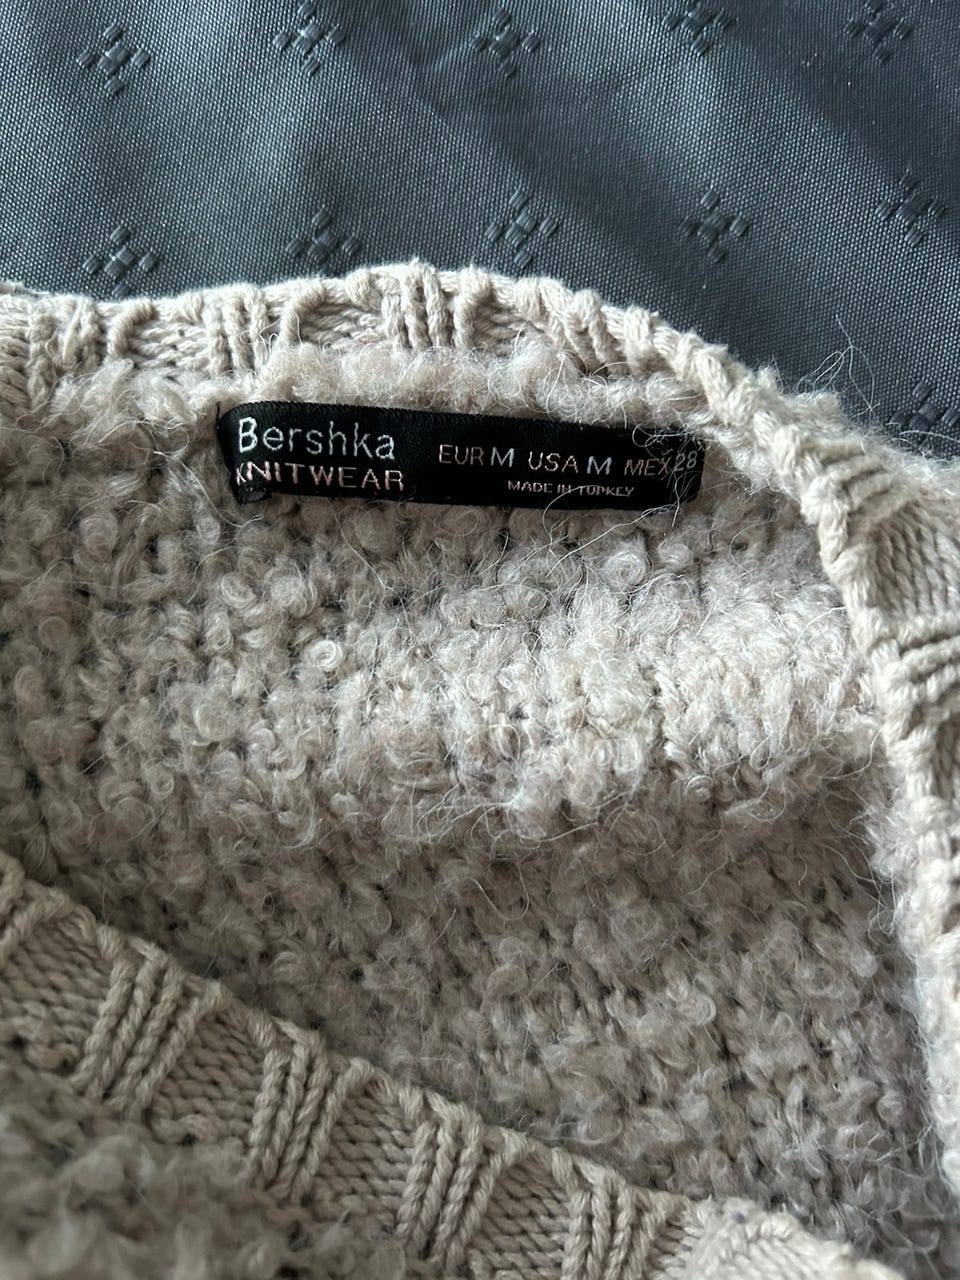 Bershka
KNITWEAR
EUR M USA M MEX 28
MADE IN TURKEY